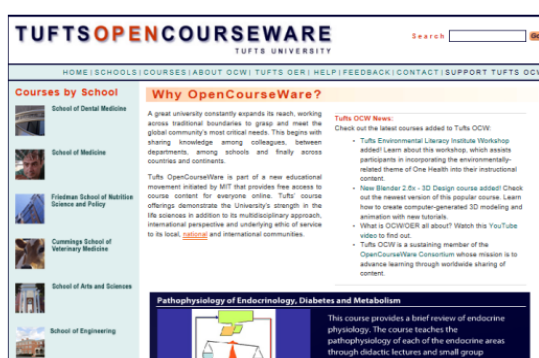 TUFTSOPENCOURSEWARE
TUFTS UNIVERSITY
Search
Go
HOME | SCHOOLS | COURSES | ABOUT OCW | TUFTS OER | HELP | FEEDBACK | CONTACT | SUPPORT TUFTS OCW
Courses by School
School of Dental Medicine
School of Medicine
Friedman School of Nutrition
Science and Policy
Cummings School of
Veterinary Medicine
School of Arts and Sciences
School of Engineering
Why OpenCourseWare?
A great university constantly expands its reach, working
across traditional boundaries to grasp and meet the
global community's most critical needs. This begins with
sharing knowledge among colleagues, between
departments, among schools and finally across
countries and continents.
Tufts OpenCourseWare is part of a new educational
movement initiated by MIT that provides free access to
course content for everyone online. Tufts' course
offerings demonstrate the University's strength in the
life sciences in addition to its multidisciplinary approach,
international perspective and underlying ethic of service
to its local, national and international communities.
Tufts OCW News:
Check out the latest courses added to Tufts OCW:
• Tufts Environmental Literacy Institute Workshop
added! Learn about this workshop, which assists
participants in incorporating the environmentally-
related theme of One Health into their instructional
content.
• New Blender 2.6x - 3D Design course added! Check
out the newest version of this popular course. Learn
how to create computer-generated 3D modeling and
animation with new tutorials.
• What is OCW/OER all about? Watch this YouTube
video to find out.
• Tufts OCW is a sustaining member of the
OpenCourseWare Consortium whose mission is to
advance learning through worldwide sharing of
content.
Pathophysiology of Endocrinology, Diabetes and Metabolism
This course provides a brief review of endocrine
physiology. The course teaches the
pathophysiology of each of the endocrine areas
through didactic lectures and small group